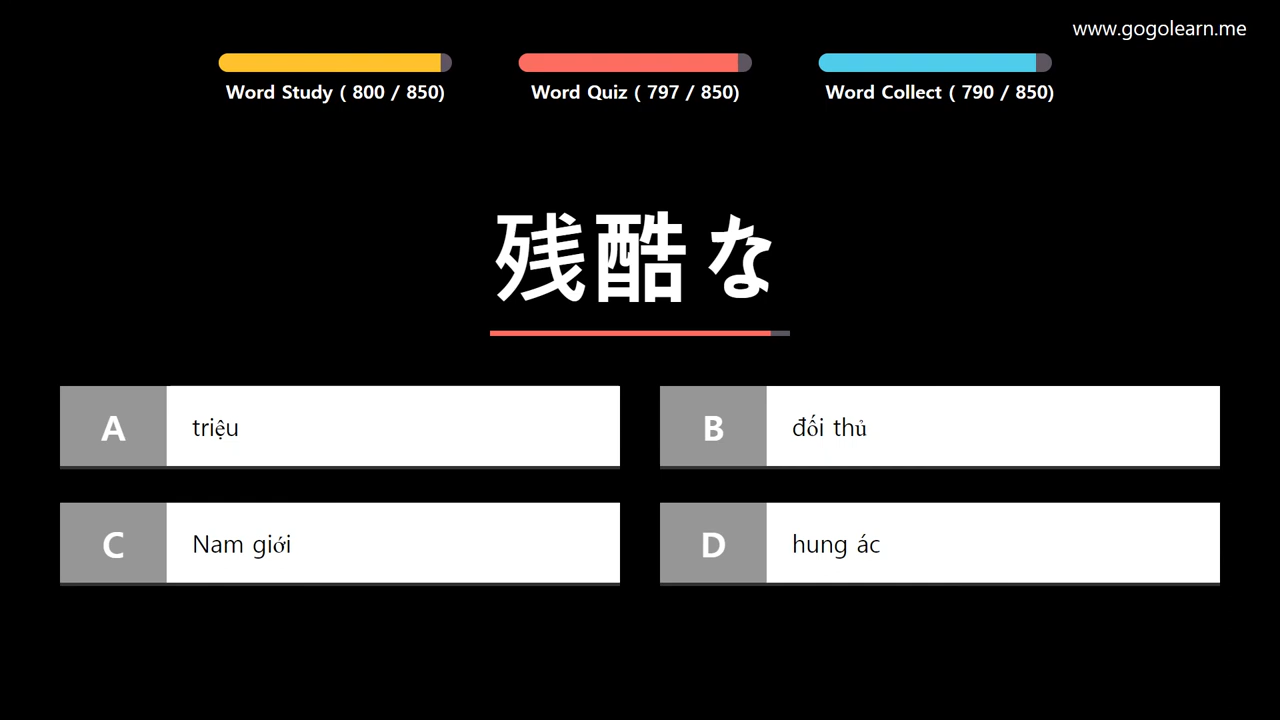 www.gogolearn.me
Word Study ( 800 / 850)
Word Quiz ( 797 / 850)
Word Collect ( 790 / 850)
残酷な
A triệu
B đối thủ
C Nam giới
D hung ác